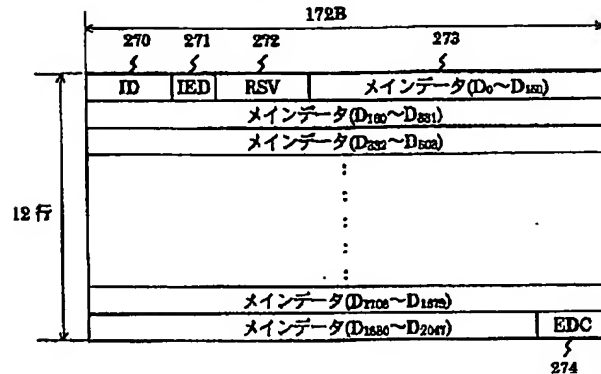 172B
270 271 272 273
ID IED RSV メインデータ(D₀～D₁₅₉)
メインデータ(D₁₆₀～D₃₃₁)
メインデータ(D₃₃₂～D₅₀₃)
12行
メインデータ(D₁₇₀₈～D₁₈₇₉)
メインデータ(D₁₈₈₀～D₂₀₄₇) EDC
274